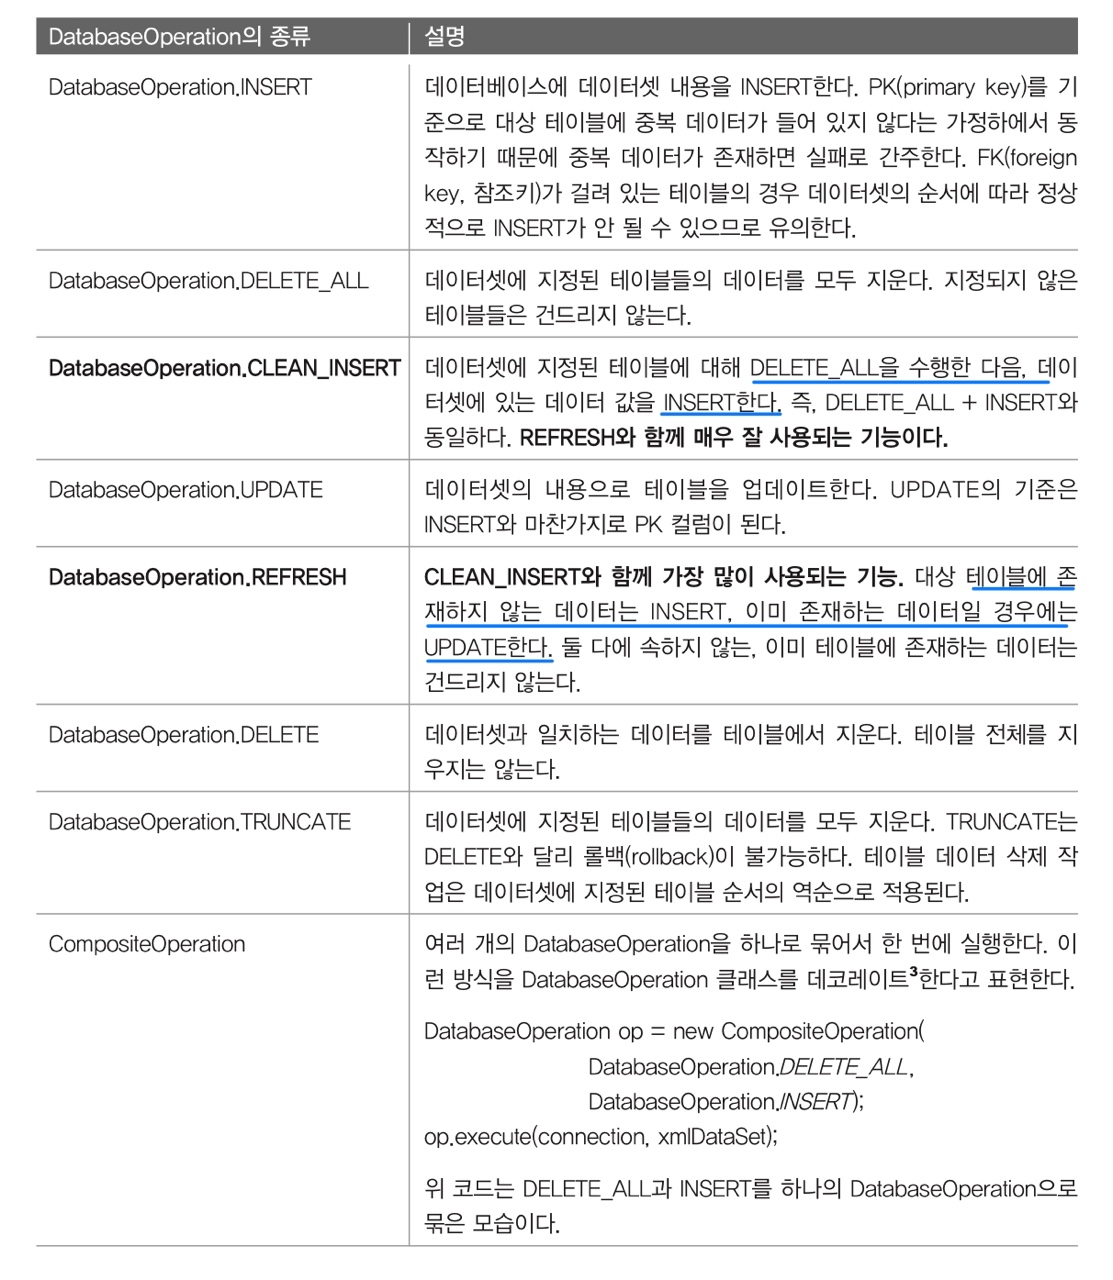 DatabaseOperation의 종류
설명
DatabaseOperation.INSERT
데이터베이스에 데이터셋 내용을 INSERT한다. PK(primary key)를 기
준으로 대상 테이블에 중복 데이터가 들어 있지 않다는 가정하에서 동
작하기 때문에 중복 데이터가 존재하면 실패로 간주한다. FK(foreign
key, 참조키)가 걸려 있는 테이블의 경우 데이터셋의 순서에 따라 정상
적으로 INSERT가 안 될 수 있으므로 유의한다.
DatabaseOperation.DELETE_ALL
데이터셋에 지정된 테이블들의 데이터를 모두 지운다. 지정되지 않은
테이블들은 건드리지 않는다.
DatabaseOperation.CLEAN_INSERT
데이터셋에 지정된 테이블에 대해 DELETE_ALL을 수행한 다음, 데이
터셋에 있는 데이터 값을 INSERT한다. 즉, DELETE_ALL + INSERT와
동일하다. REFRESH와 함께 매우 잘 사용되는 기능이다.
DatabaseOperation.UPDATE
데이터셋의 내용으로 테이블을 업데이트한다. UPDATE의 기준은
INSERT와 마찬가지로 PK 컬럼이 된다.
DatabaseOperation.REFRESH
CLEAN_INSERT와 함께 가장 많이 사용되는 기능. 대상 테이블에 존
재하지 않는 데이터는 INSERT, 이미 존재하는 데이터일 경우에는
UPDATE한다. 둘 다에 속하지 않는, 이미 테이블에 존재하는 데이터는
건드리지 않는다.
DatabaseOperation.DELETE
데이터셋과 일치하는 데이터를 테이블에서 지운다. 테이블 전체를 지
우지는 않는다.
DatabaseOperation.TRUNCATE
데이터셋에 지정된 테이블들의 데이터를 모두 지운다. TRUNCATE는
DELETE와 달리 롤백(rollback)이 불가능하다. 테이블 데이터 삭제 작
업은 데이터셋에 지정된 테이블 순서의 역순으로 적용된다.
CompositeOperation
여러 개의 DatabaseOperation을 하나로 묶어서 한 번에 실행한다. 이
런 방식을 DatabaseOperation 클래스를 데코레이트³한다고 표현한다.
DatabaseOperation op = new CompositeOperation(
DatabaseOperation.DELETE_ALL,
DatabaseOperation.INSERT);
op.execute(connection, xmlDataSet);
위 코드는 DELETE_ALL과 INSERT를 하나의 DatabaseOperation으로
묶은 모습이다.